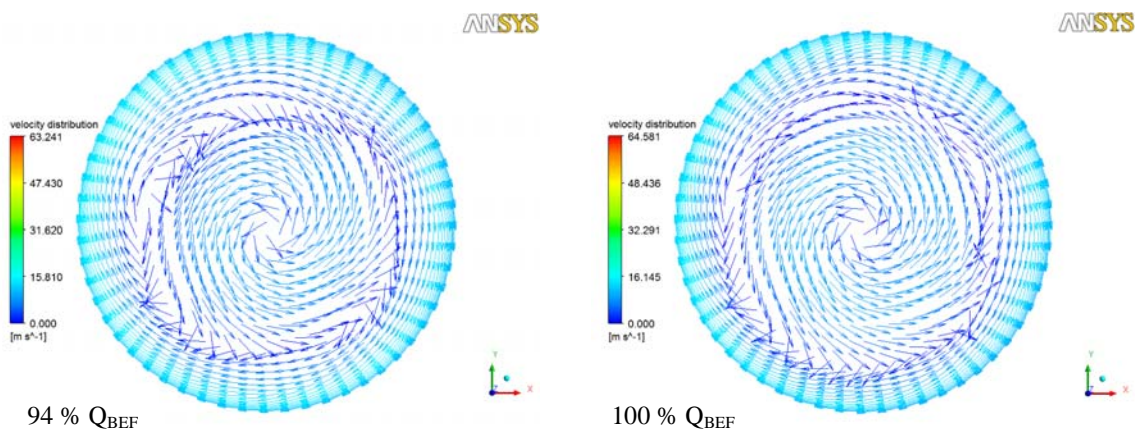 ANSYS
velocity distribution
63.241
47.430
31.620
15.810
0.000
[m s^-1]
Y
Z
X
94 % QBEF
ANSYS
velocity distribution
64.581
48.436
32.291
16.145
0.000
[m s^-1]
Y
Z
X
100 % QBEF